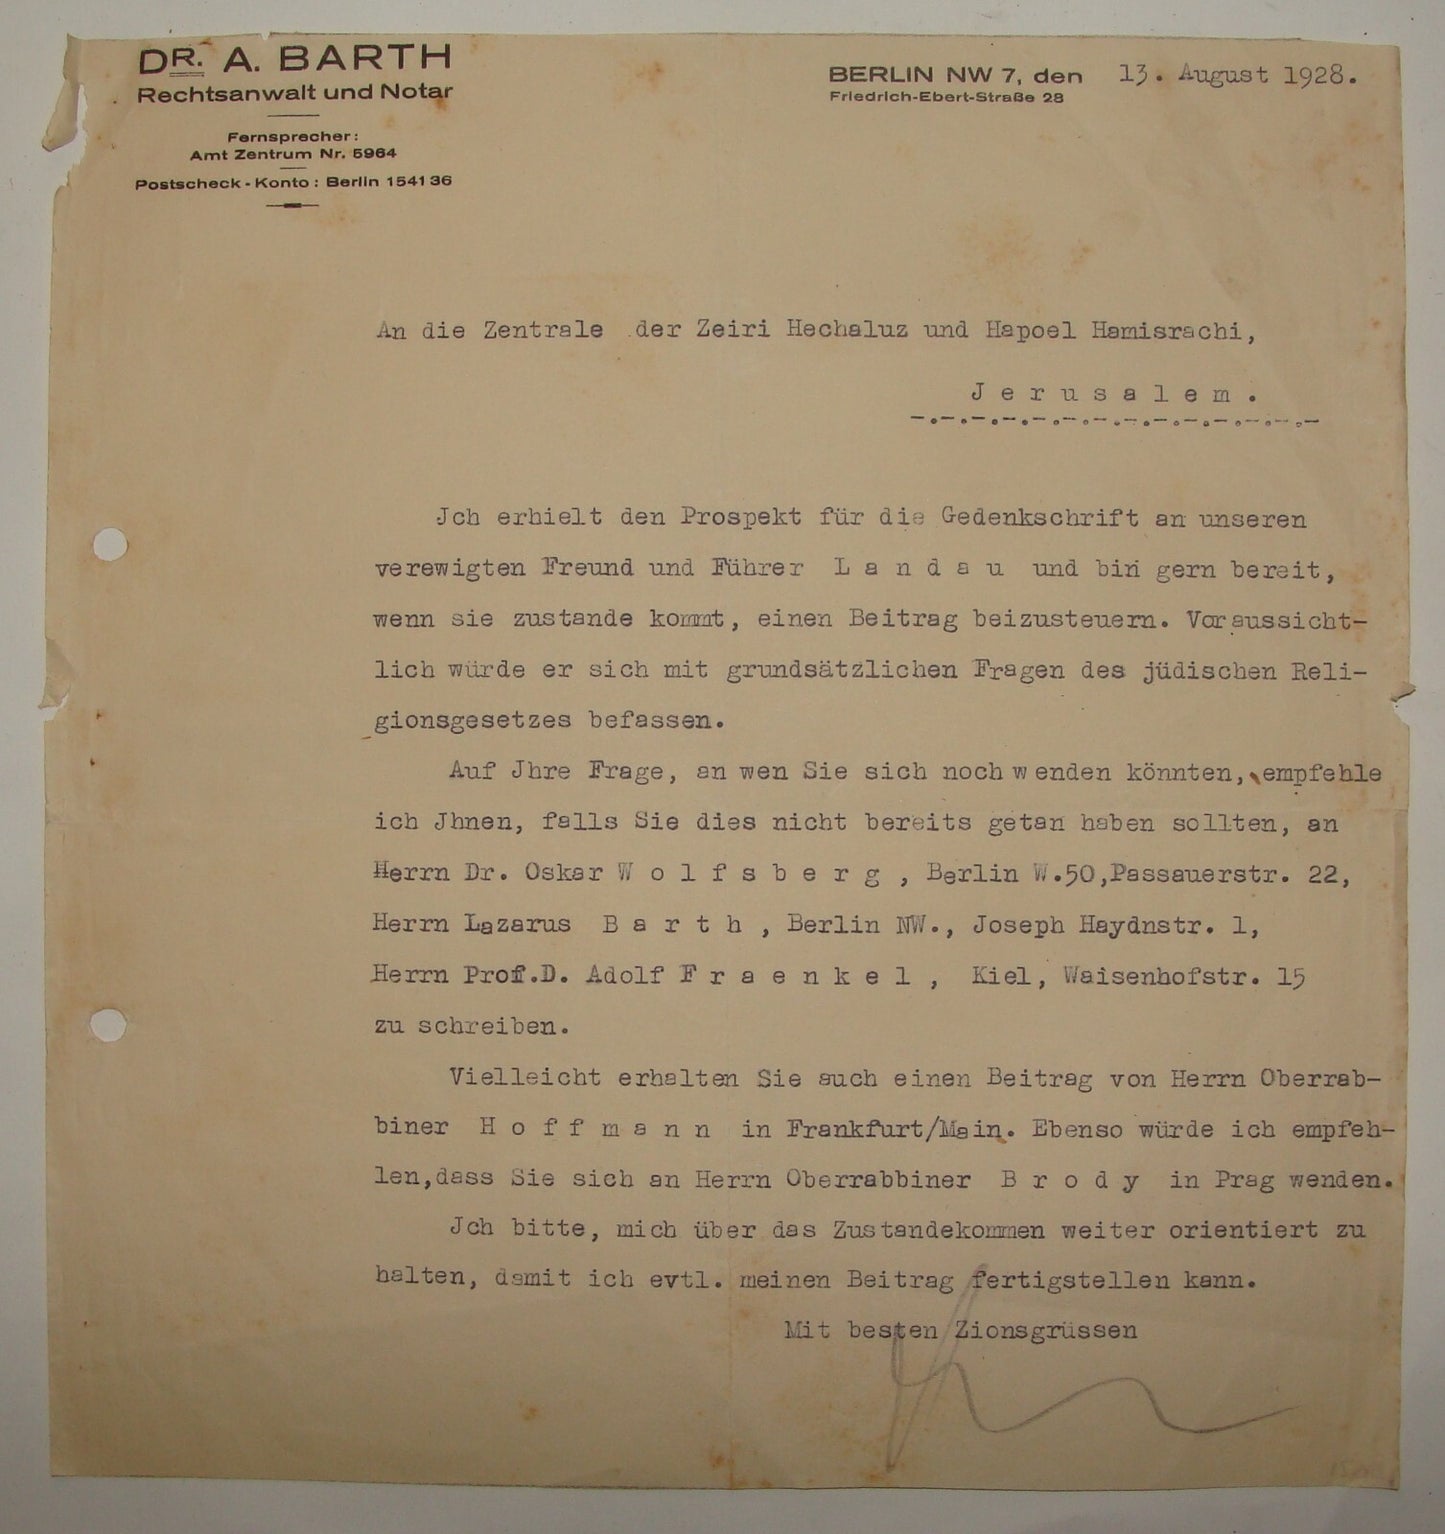 DR. A. BARTH
Rechtsanwalt und Notar
Fernsprecher:
Amt Zentrum Nr. 5964
Postscheck-Konto: Berlin 154136
BERLIN NW 7, den 13. August 1928.
Friedrich-Ebert-Straße 28
An die Zentrale der Zeiri Hechaluz und Hapoel Hamisrachi,
J e r u s a l e m .
-.-.-.-.-.-.-.-.-.-.-.-.-.-
Jch erhielt den Prospekt für die Gedenkschrift an unseren
verewigten Freund und Führer L a n d a u und bin gern bereit,
wenn sie zustande kommt, einen Beitrag beizusteuern. Voraussicht-
lich würde er sich mit grundsätzlichen Fragen des jüdischen Reli-
gionsgesetzes befassen.
Auf Jhre Frage, an wen Sie sich noch wenden könnten, empfehle
ich Jhnen, falls Sie dies nicht bereits getan haben sollten, an
Herrn Dr. Oskar W o l f s b e r g , Berlin W.50,Passauerstr. 22,
Herrn Lazarus B a r t h , Berlin NW., Joseph Haydnstr. 1,
Herrn Prof.D. Adolf F r a e n k e l , Kiel, Waisenhofstr. 15
zu schreiben.
Vielleicht erhalten Sie auch einen Beitrag von Herrn Oberrab-
biner H o f f m a n n in Frankfurt/Main. Ebenso würde ich empfeh-
len,dass Sie sich an Herrn Oberrabbiner B r o d y in Prag wenden.
Jch bitte, mich über das Zustandekommen weiter orientiert zu
halten, damit ich evtl. meinen Beitrag fertigstellen kann.
Mit besten Zionsgrüssen